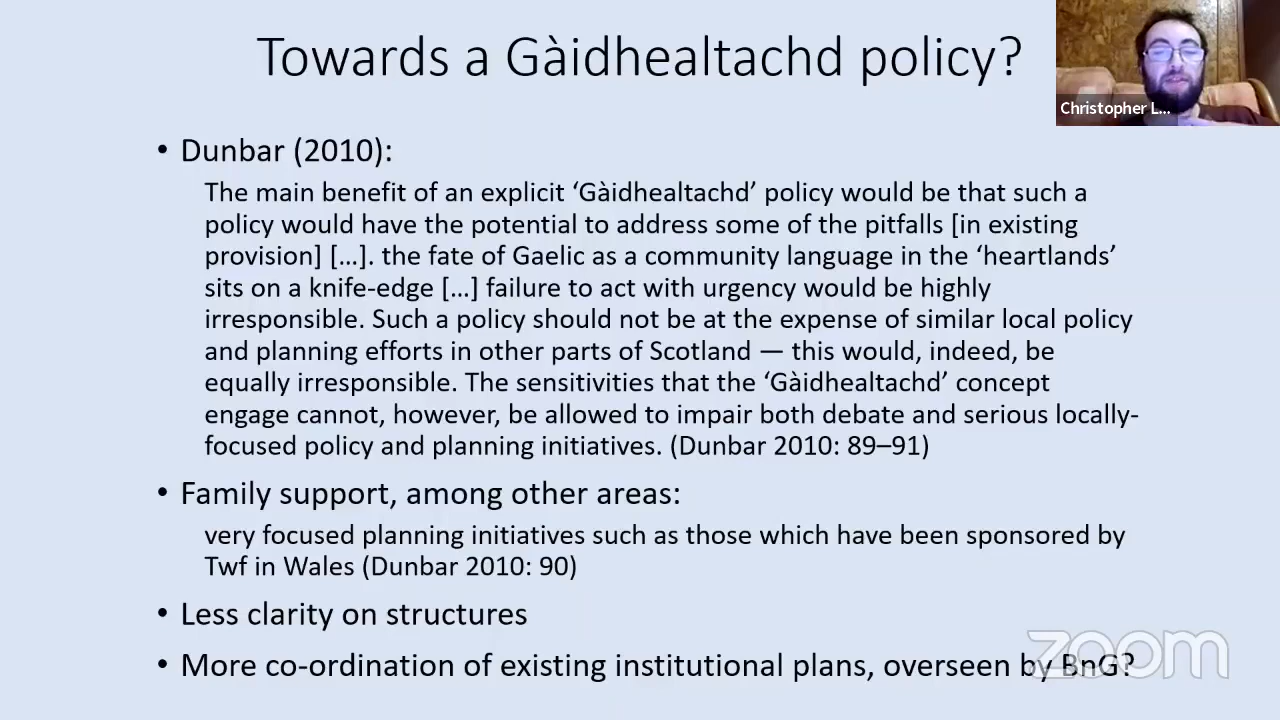 Towards a Gàidhealtachd policy?
Christopher L...
• Dunbar (2010):
The main benefit of an explicit ‘Gàidhealtachd’ policy would be that such a
policy would have the potential to address some of the pitfalls [in existing
provision] […]. the fate of Gaelic as a community language in the ‘heartlands’
sits on a knife-edge […] failure to act with urgency would be highly
irresponsible. Such a policy should not be at the expense of similar local policy
and planning efforts in other parts of Scotland — this would, indeed, be
equally irresponsible. The sensitivities that the ‘Gàidhealtachd’ concept
engage cannot, however, be allowed to impair both debate and serious locally-
focused policy and planning initiatives. (Dunbar 2010: 89–91)
• Family support, among other areas:
very focused planning initiatives such as those which have been sponsored by
Twf in Wales (Dunbar 2010: 90)
• Less clarity on structures
• More co-ordination of existing institutional plans, overseen by BnG?
zoom